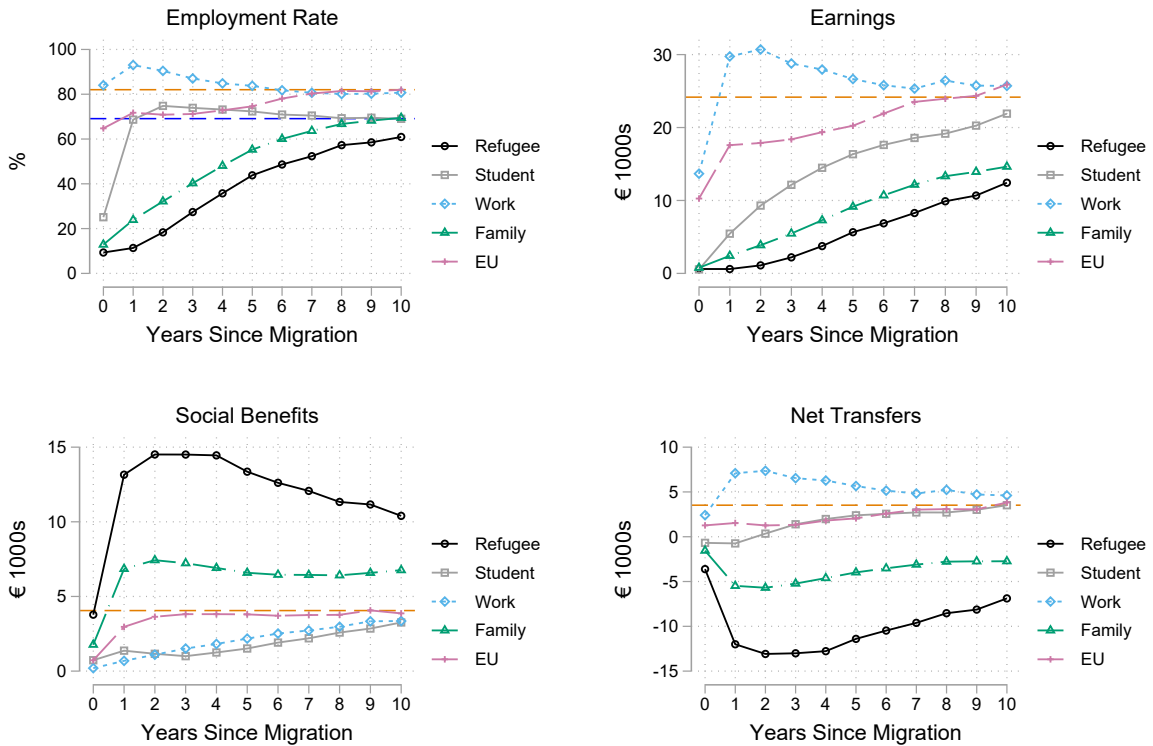 Employment Rate
100
80
60
40
20
0
%
0 1 2 3 4 5 6 7 8 9 10
Years Since Migration
Refugee
Student
Work
Family
EU
Earnings
30
20
10
0
€ 1000s
0 1 2 3 4 5 6 7 8 9 10
Years Since Migration
Refugee
Student
Work
Family
EU
Social Benefits
15
10
5
0
€ 1000s
0 1 2 3 4 5 6 7 8 9 10
Years Since Migration
Refugee
Student
Work
Family
EU
Net Transfers
10
5
0
-5
-10
-15
€ 1000s
0 1 2 3 4 5 6 7 8 9 10
Years Since Migration
Refugee
Student
Work
Family
EU